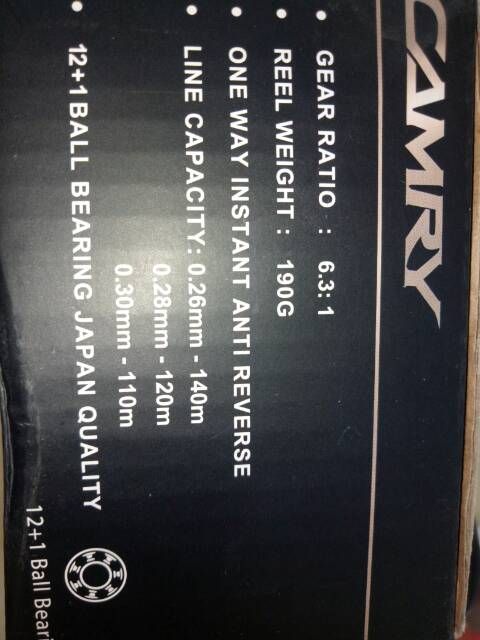 CAMRY
• GEAR RATIO : 6.3:1
• REEL WEIGHT : 190G
• ONE WAY INSTANT ANTI REVERSE
• LINE CAPACITY: 0.26mm - 140m
0.28mm - 120m
0.30mm - 110m
• 12+1 BALL BEARING JAPAN QUALITY
12+1 Ball Beari